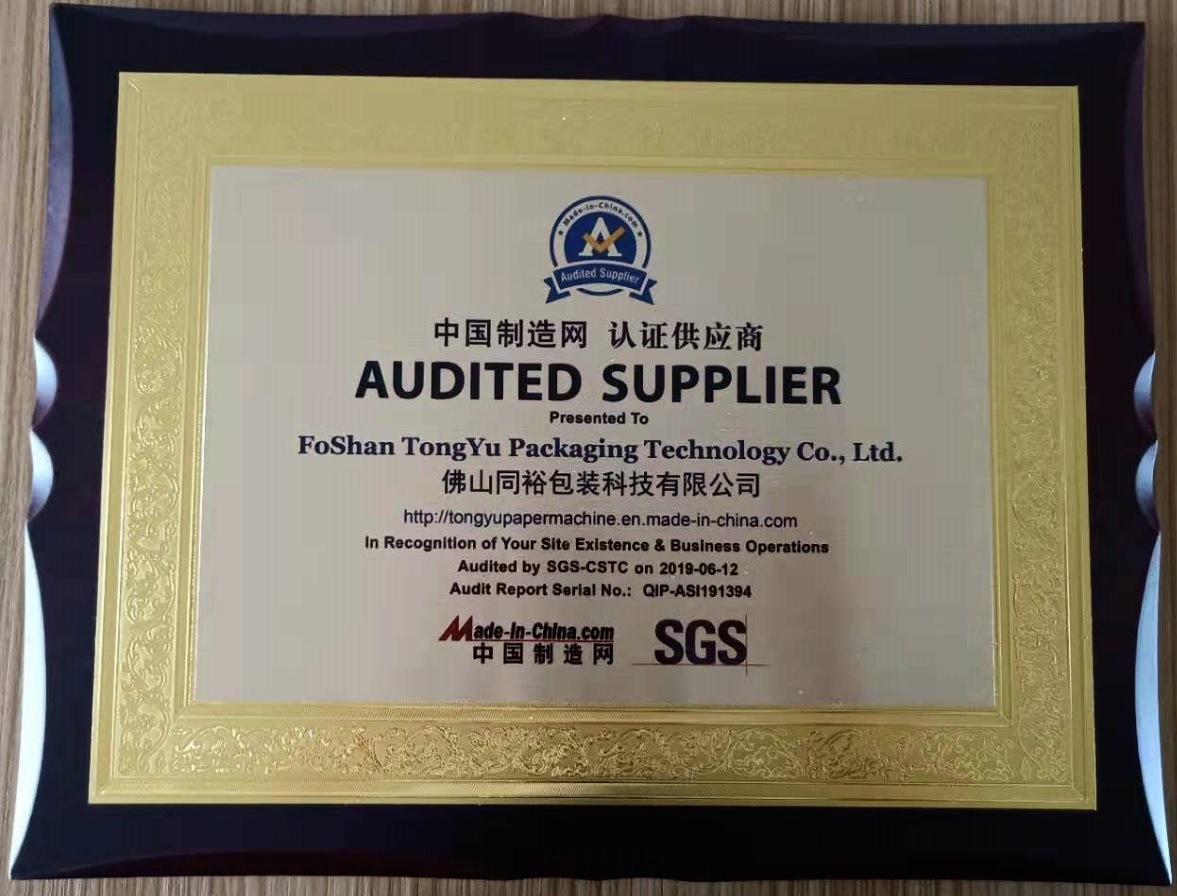 Made-in-China.com
A
Audited Supplier
中国制造网 认证供应商
AUDITED SUPPLIER
Presented To
FoShan TongYu Packaging Technology Co., Ltd.
佛山同裕包装科技有限公司
http://tongyupapermachine.en.made-in-china.com
In Recognition of Your Site Existence & Business Operations
Audited by SGS-CSTC on 2019-06-12
Audit Report Serial No.: QIP-ASI191394
Made-in-China.com
中国制造网
SGS